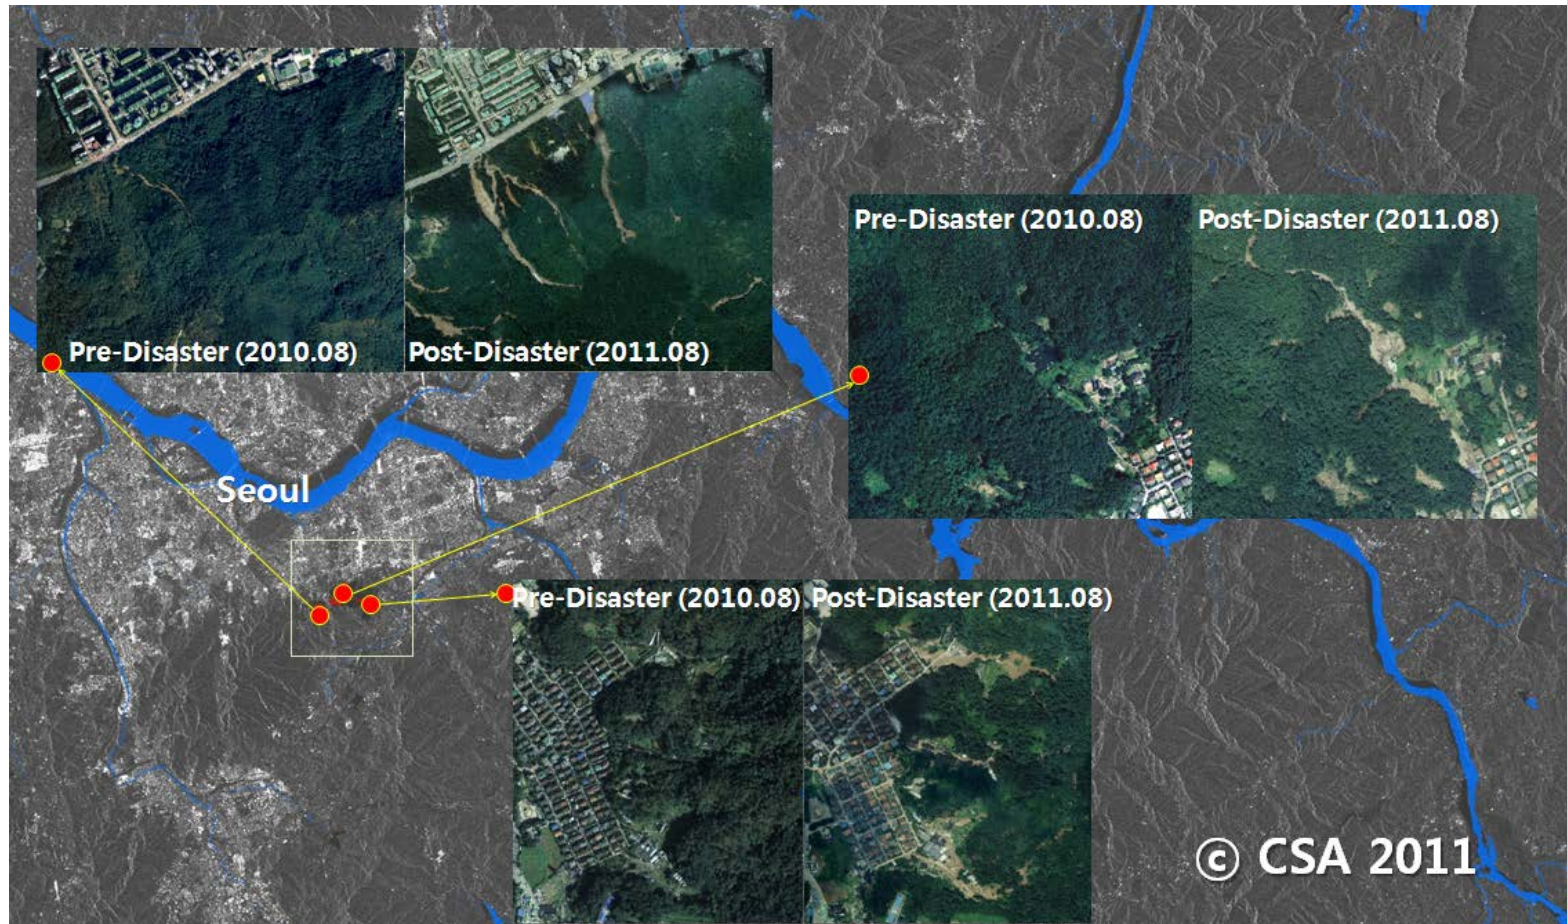 Pre-Disaster (2010.08)
Post-Disaster (2011.08)
Pre-Disaster (2010.08)
Post-Disaster (2011.08)
Seoul
Pre-Disaster (2010.08)
Post-Disaster (2011.08)
© CSA 2011